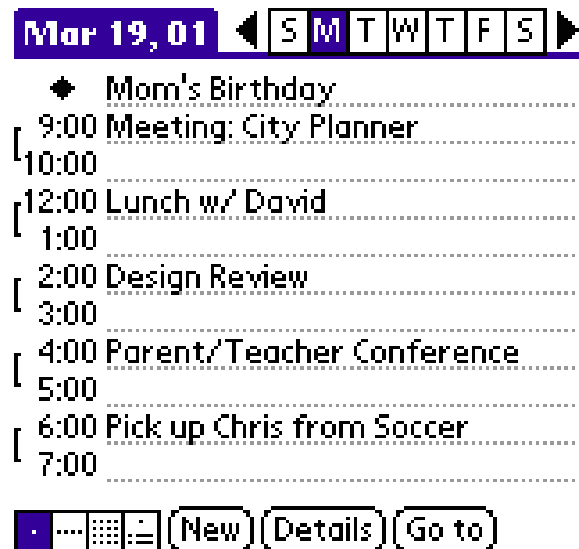 Mar 19, 01 S M T W T F S
Mom's Birthday
9:00 Meeting: City Planner
10:00
12:00 Lunch w/ David
1:00
2:00 Design Review
3:00
4:00 Parent/Teacher Conference
5:00
6:00 Pick up Chris from Soccer
7:00
New Details Go to